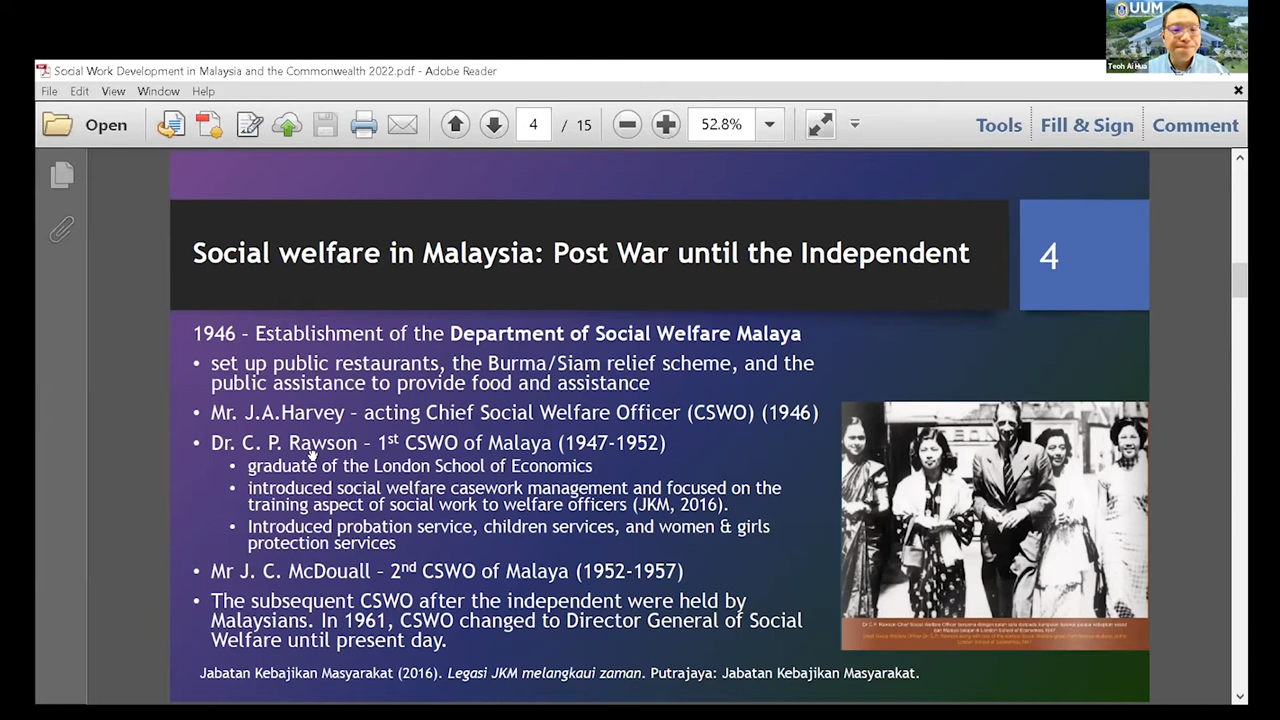 UUM
Teoh Ai Hua
Social Work Development in Malaysia and the Commonwealth 2022.pdf - Adobe Reader
File Edit View Window Help
Open 4 / 15 52.8% Tools Fill & Sign Comment
Social welfare in Malaysia: Post War until the Independent
4
1946 – Establishment of the Department of Social Welfare Malaya
• set up public restaurants, the Burma/Siam relief scheme, and the
public assistance to provide food and assistance
• Mr. J.A.Harvey – acting Chief Social Welfare Officer (CSWO) (1946)
• Dr. C. P. Rawson – 1st CSWO of Malaya (1947-1952)
• graduate of the London School of Economics
• introduced social welfare casework management and focused on the
training aspect of social work to welfare officers (JKM, 2016).
• Introduced probation service, children services, and women & girls
protection services
• Mr J. C. McDouall – 2nd CSWO of Malaya (1952-1957)
• The subsequent CSWO after the independent were held by
Malaysians. In 1961, CSWO changed to Director General of Social
Welfare until present day.
Jabatan Kebajikan Masyarakat (2016). Legasi JKM melangkaui zaman. Putrajaya: Jabatan Kebajikan Masyarakat.